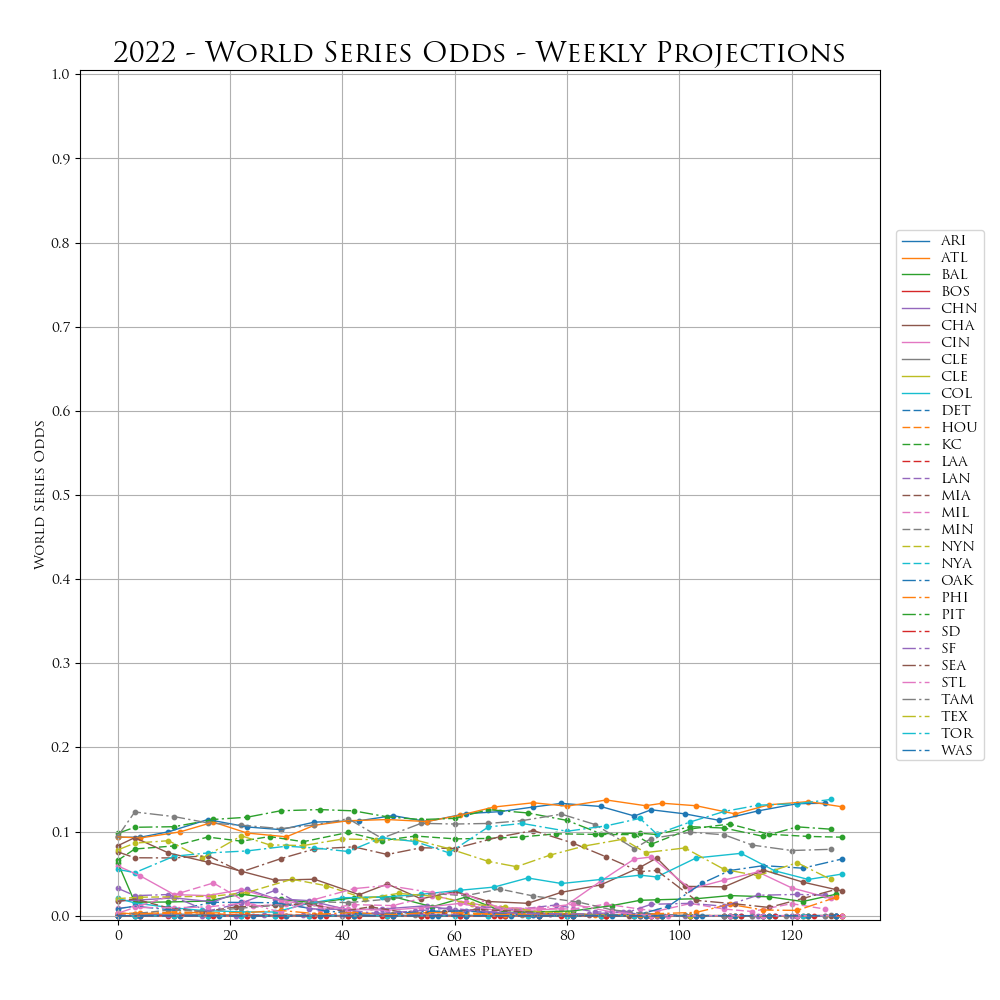 2022 - World Series Odds - Weekly Projections
1.0
0.9
0.8
0.7
0.6
0.5
0.4
0.3
0.2
0.1
0.0
World Series Odds
0 20 40 60 80 100 120
Games Played
ARI
ATL
BAL
BOS
CHN
CHA
CIN
CLE
CLE
COL
DET
HOU
KC
LAA
LAN
MIA
MIL
MIN
NYN
NYA
OAK
PHI
PIT
SD
SF
SEA
STL
TAM
TEX
TOR
WAS